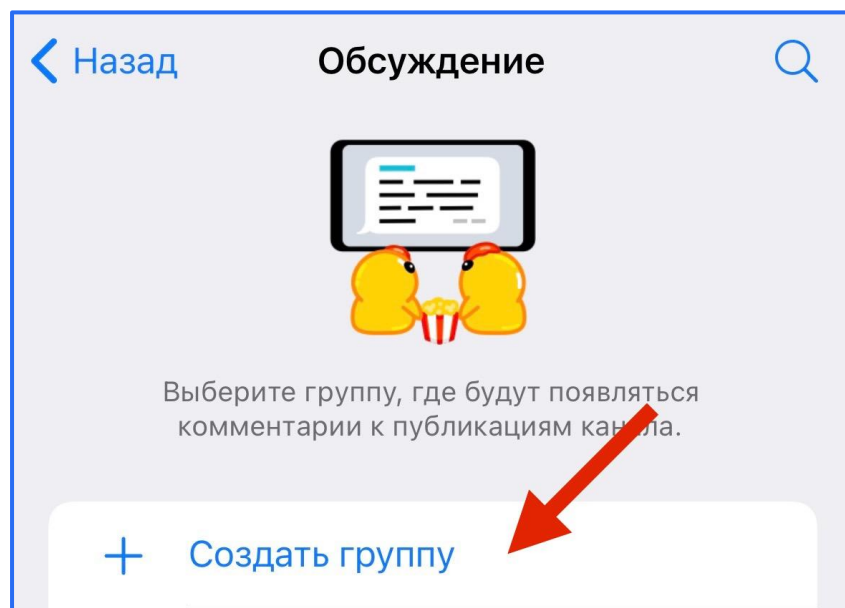 Назад
Обсуждение
Выберите группу, где будут появляться
комментарии к публикациям канала.
Создать группу